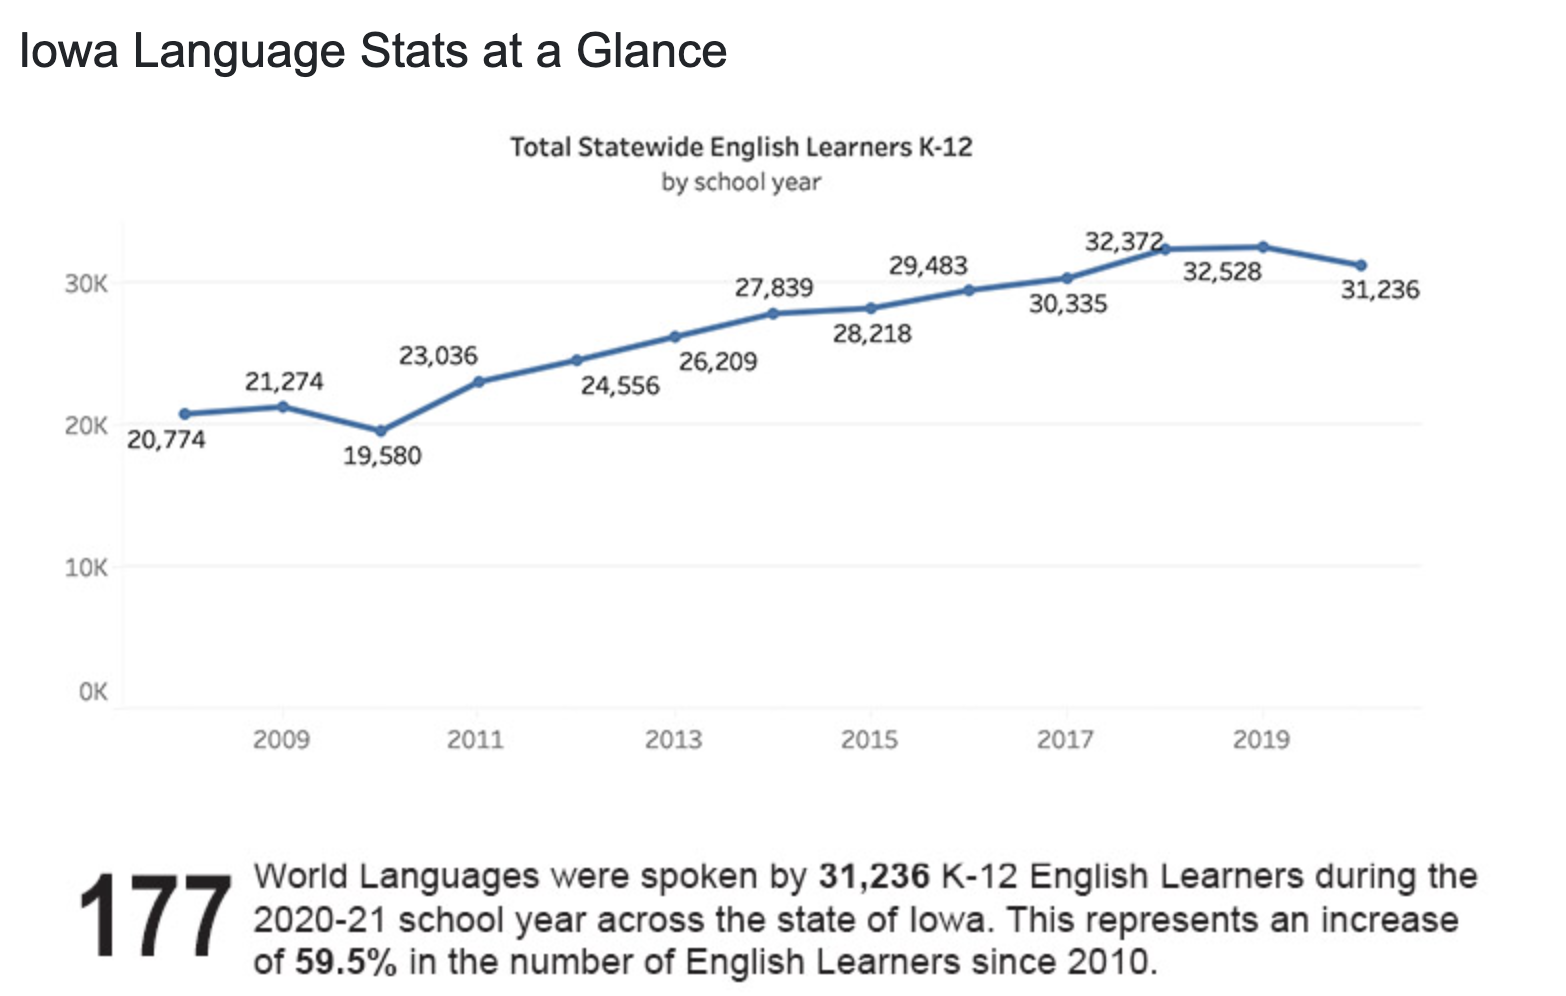 Iowa Language Stats at a Glance
Total Statewide English Learners K-12
by school year
30K
20K
10K
0K
20,774
21,274
19,580
23,036
24,556
26,209
27,839
28,218
29,483
30,335
32,372
32,528
31,236
2009
2011
2013
2015
2017
2019
177
World Languages were spoken by 31,236 K-12 English Learners during the
2020-21 school year across the state of Iowa. This represents an increase
of 59.5% in the number of English Learners since 2010.